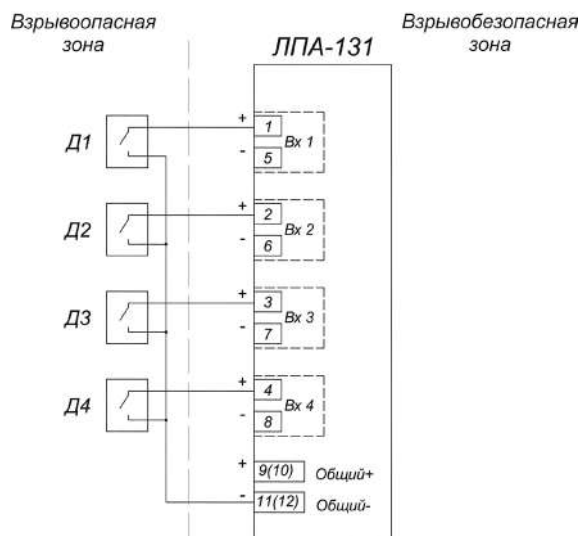 Взрывоопасная
зона
ЛПА-131
Взрывобезопасная
зона
Д1
+
1
-
5
Вх 1
Д2
+
2
-
6
Вх 2
Д3
+
3
-
7
Вх 3
Д4
+
4
-
8
Вх 4
+
9(10)
Общий+
-
11(12)
Общий-